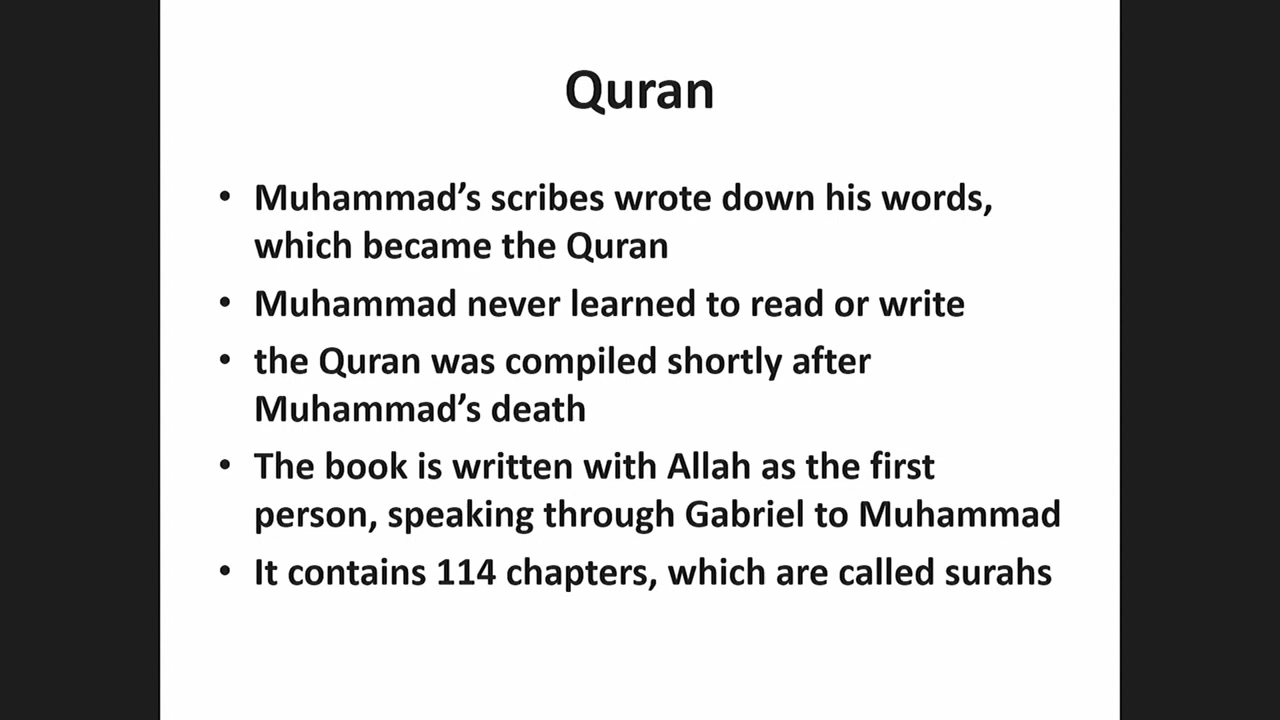 Quran
• Muhammad’s scribes wrote down his words,
which became the Quran
• Muhammad never learned to read or write
• the Quran was compiled shortly after
Muhammad’s death
• The book is written with Allah as the first
person, speaking through Gabriel to Muhammad
• It contains 114 chapters, which are called surahs